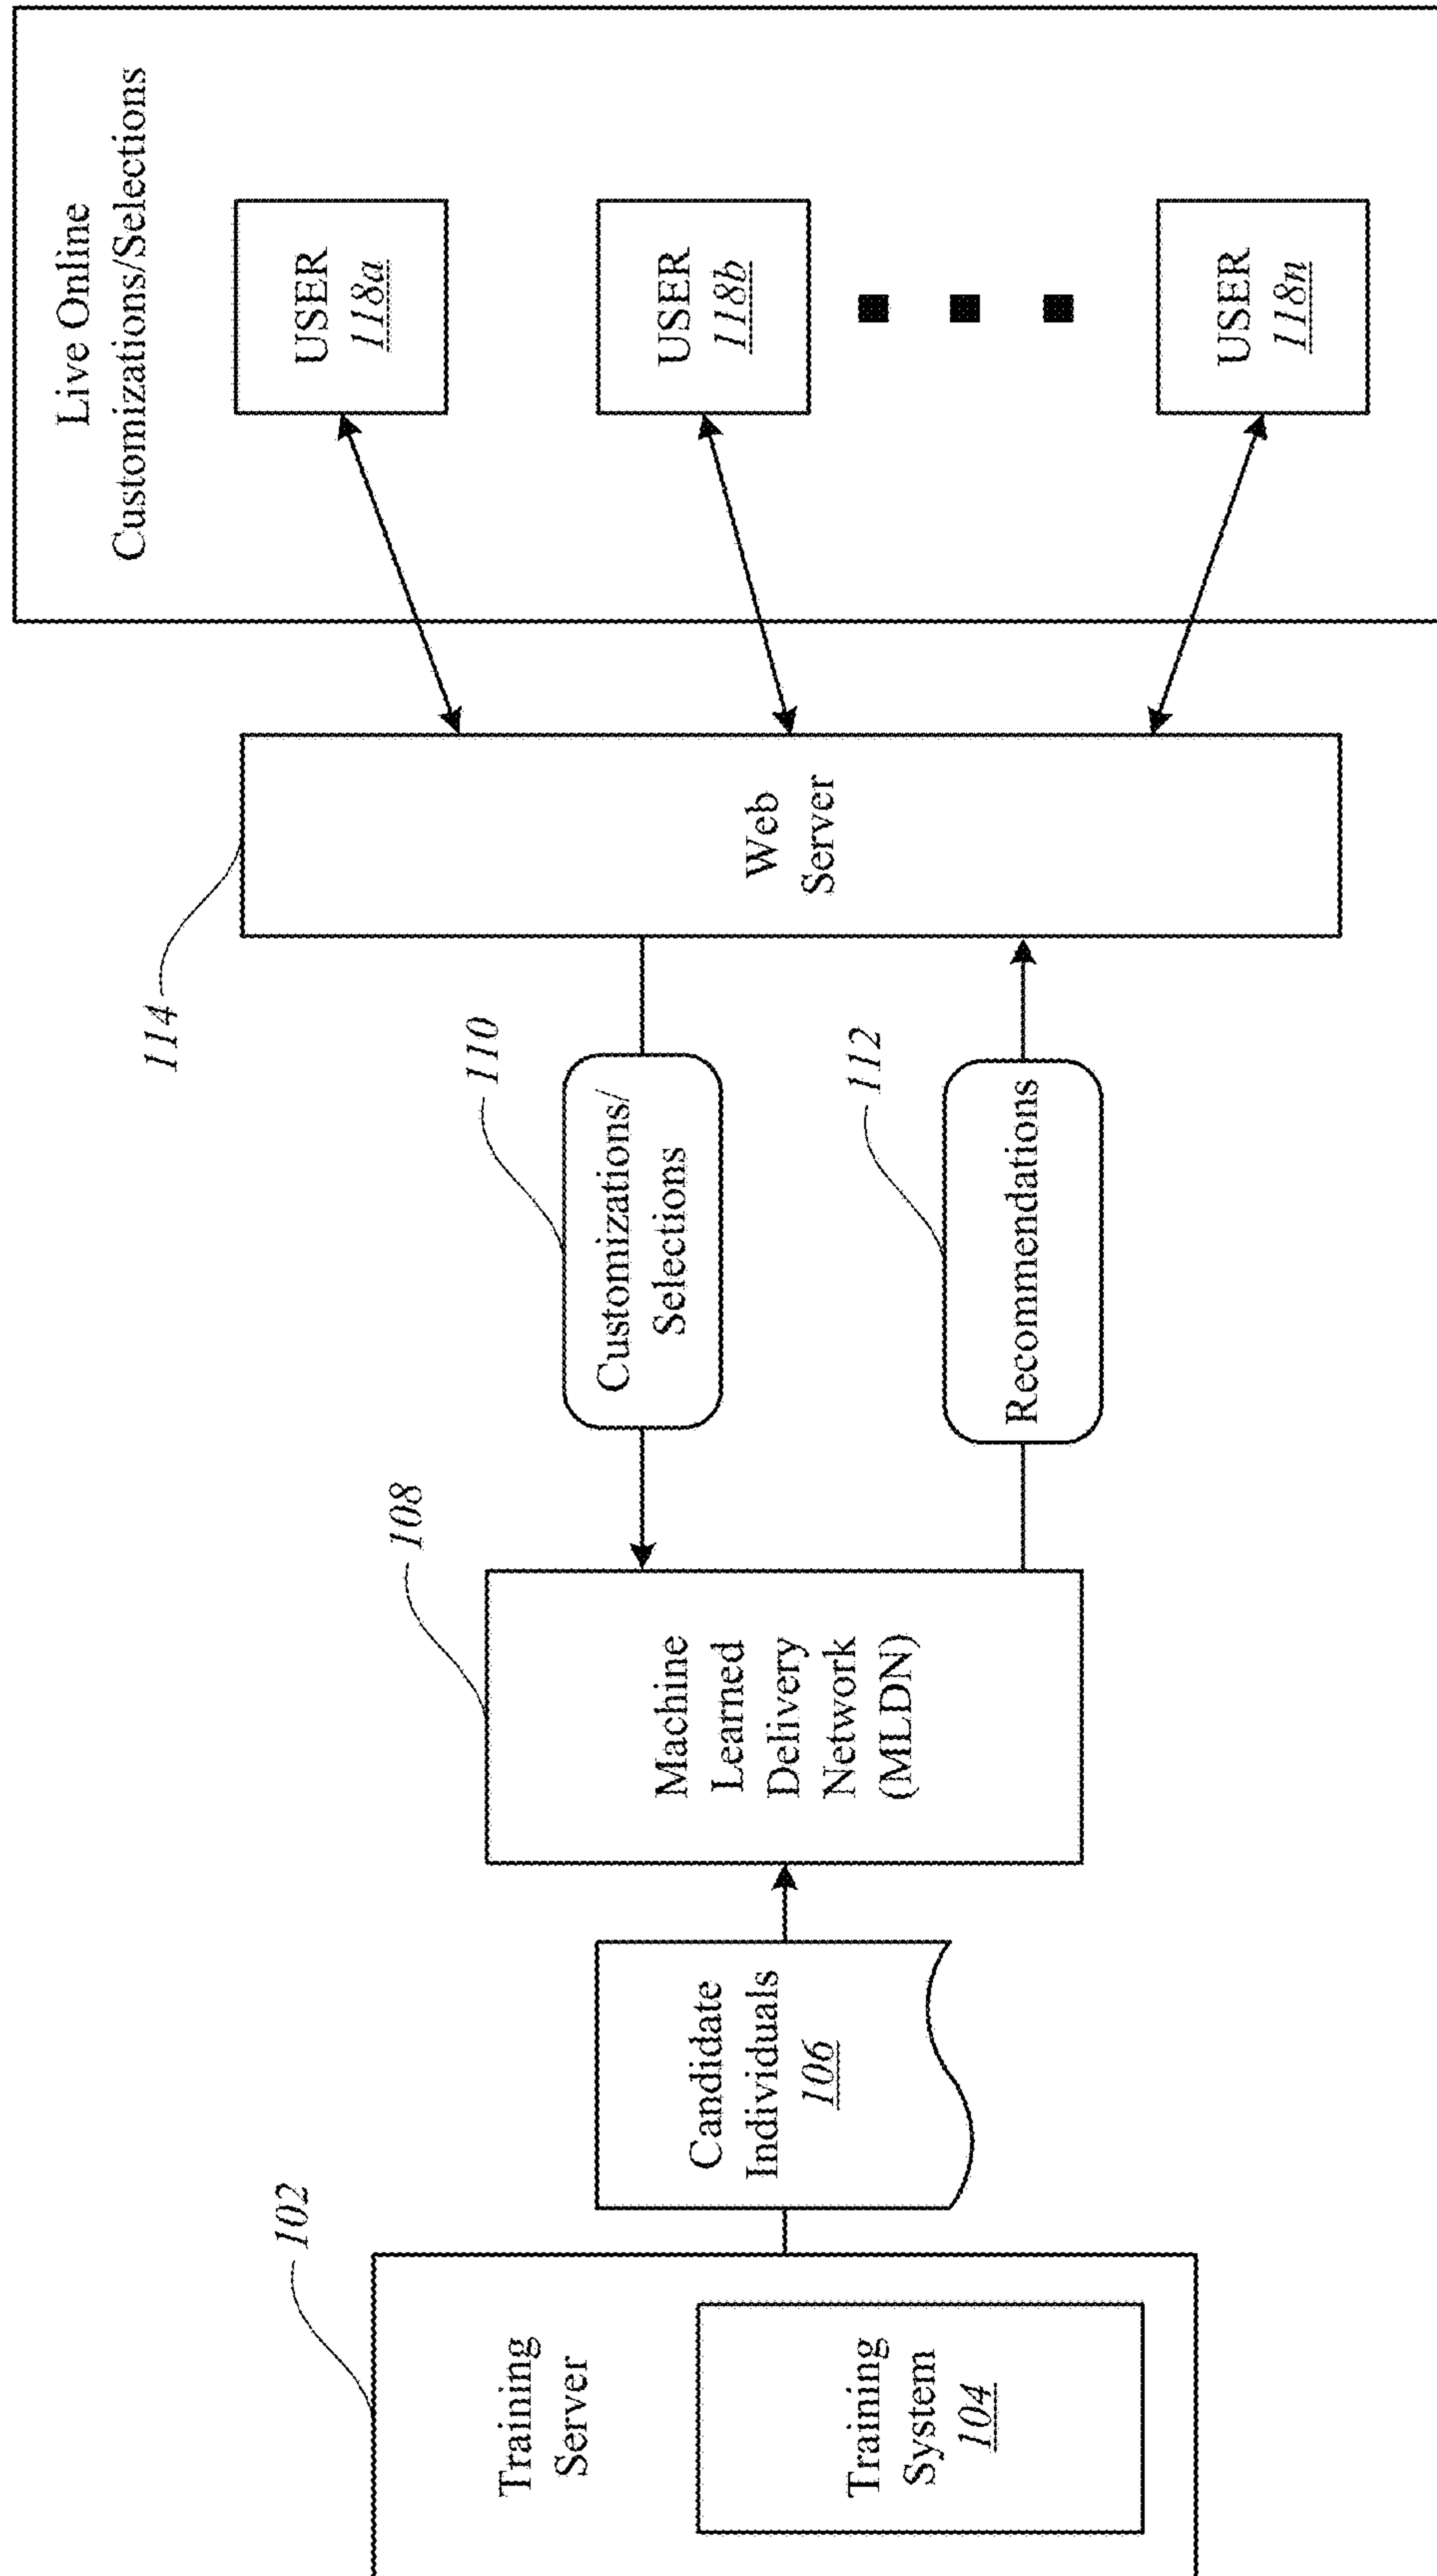 102
Training
Server
Training
System
104
Candidate
Individuals
106
108
Machine
Learned
Delivery
Network
(MLDN)
110
Customizations/
Selections
112
Recommendations
114
Web
Server
Live Online
Customizations/Selections
USER
118a
USER
118b
USER
118n